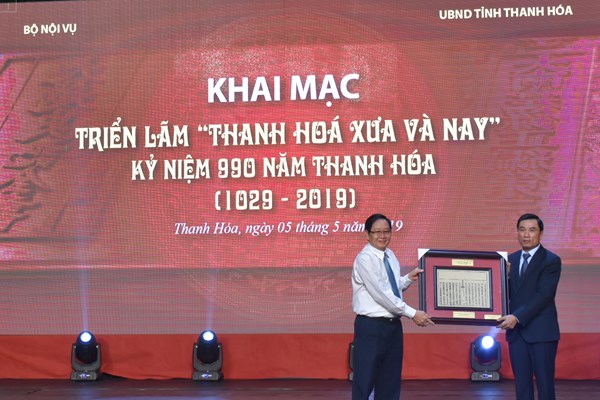 BỘ NỘI VỤ
UBND TỈNH THANH HÓA
KHAI MẠC
TRIỂN LÃM “THANH HOÁ XƯA VÀ NAY”
KỶ NIỆM 990 NĂM THANH HÓA
(1029 - 2019)
Thanh Hóa, ngày 05 tháng 5 năm 19